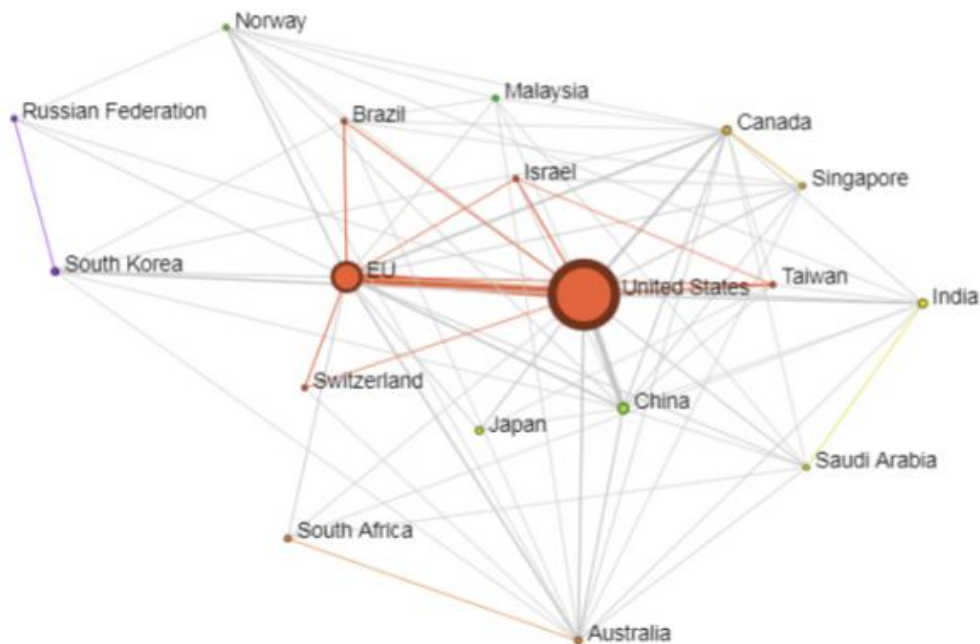 Norway
Malaysia
Russian Federation
Brazil
Canada
Israel
Singapore
South Korea
EU
United States
Taiwan
India
Switzerland
China
Japan
Saudi Arabia
South Africa
Australia